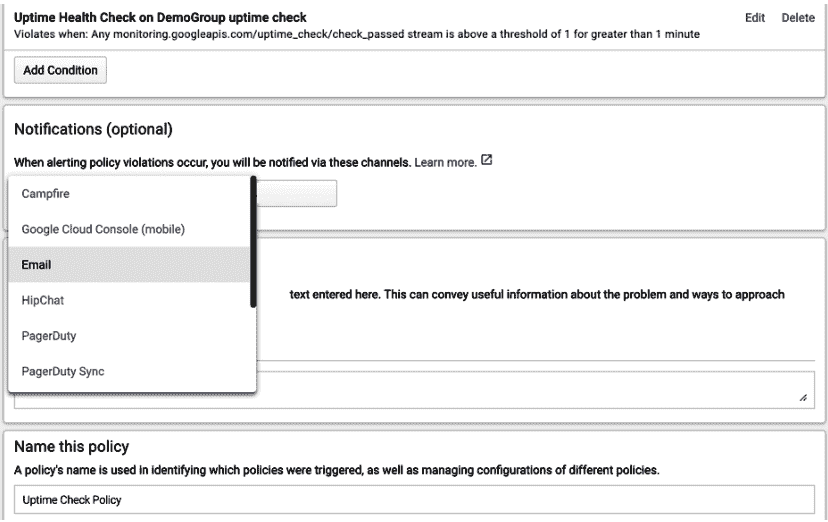 Uptime Health Check on DemoGroup uptime check
Edit Delete
Violates when: Any monitoring.googleapis.com/uptime_check/check_passed stream is above a threshold of 1 for greater than 1 minute
Add Condition
Notifications (optional)
When alerting policy violations occur, you will be notified via these channels. Learn more.
Campfire
Google Cloud Console (mobile)
Email
HipChat
PagerDuty
PagerDuty Sync
text entered here. This can convey useful information about the problem and ways to approach
Name this policy
A policy's name is used in identifying which policies were triggered, as well as managing configurations of different policies.
Uptime Check Policy